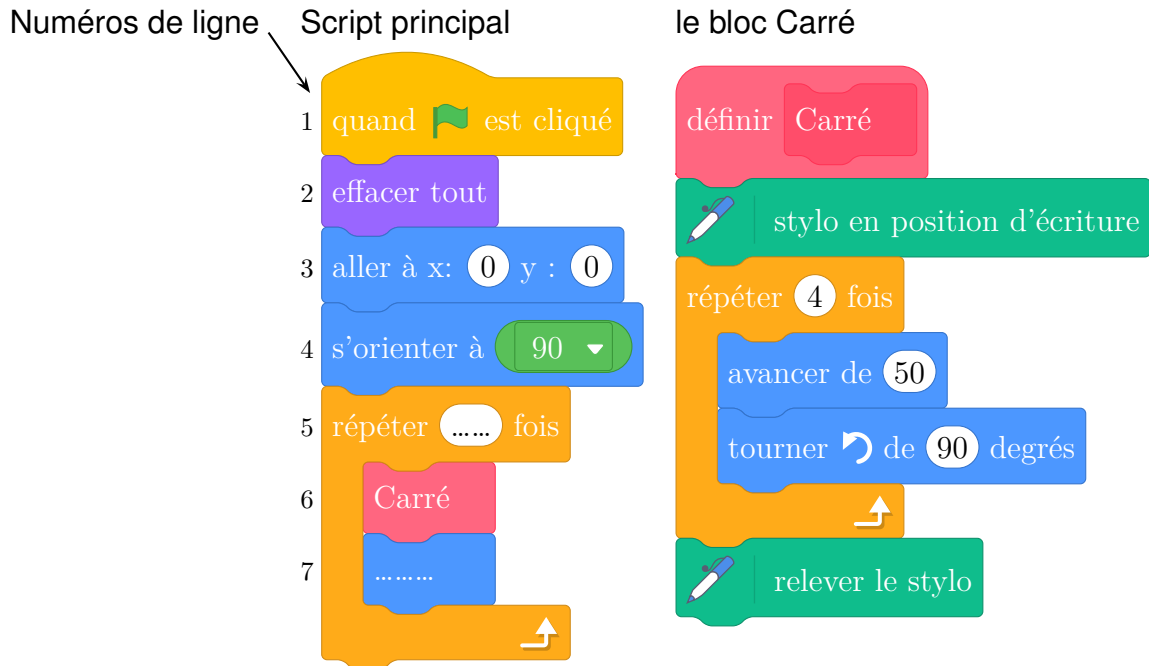 Numéros de ligne
Script principal
1 quand est cliqué
2 effacer tout
3 aller à x: 0 y : 0
4 s'orienter à 90
5 répéter ...... fois
6 Carré
7 .........
le bloc Carré
définir Carré
stylo en position d'écriture
répéter 4 fois
avancer de 50
tourner de 90 degrés
relever le stylo